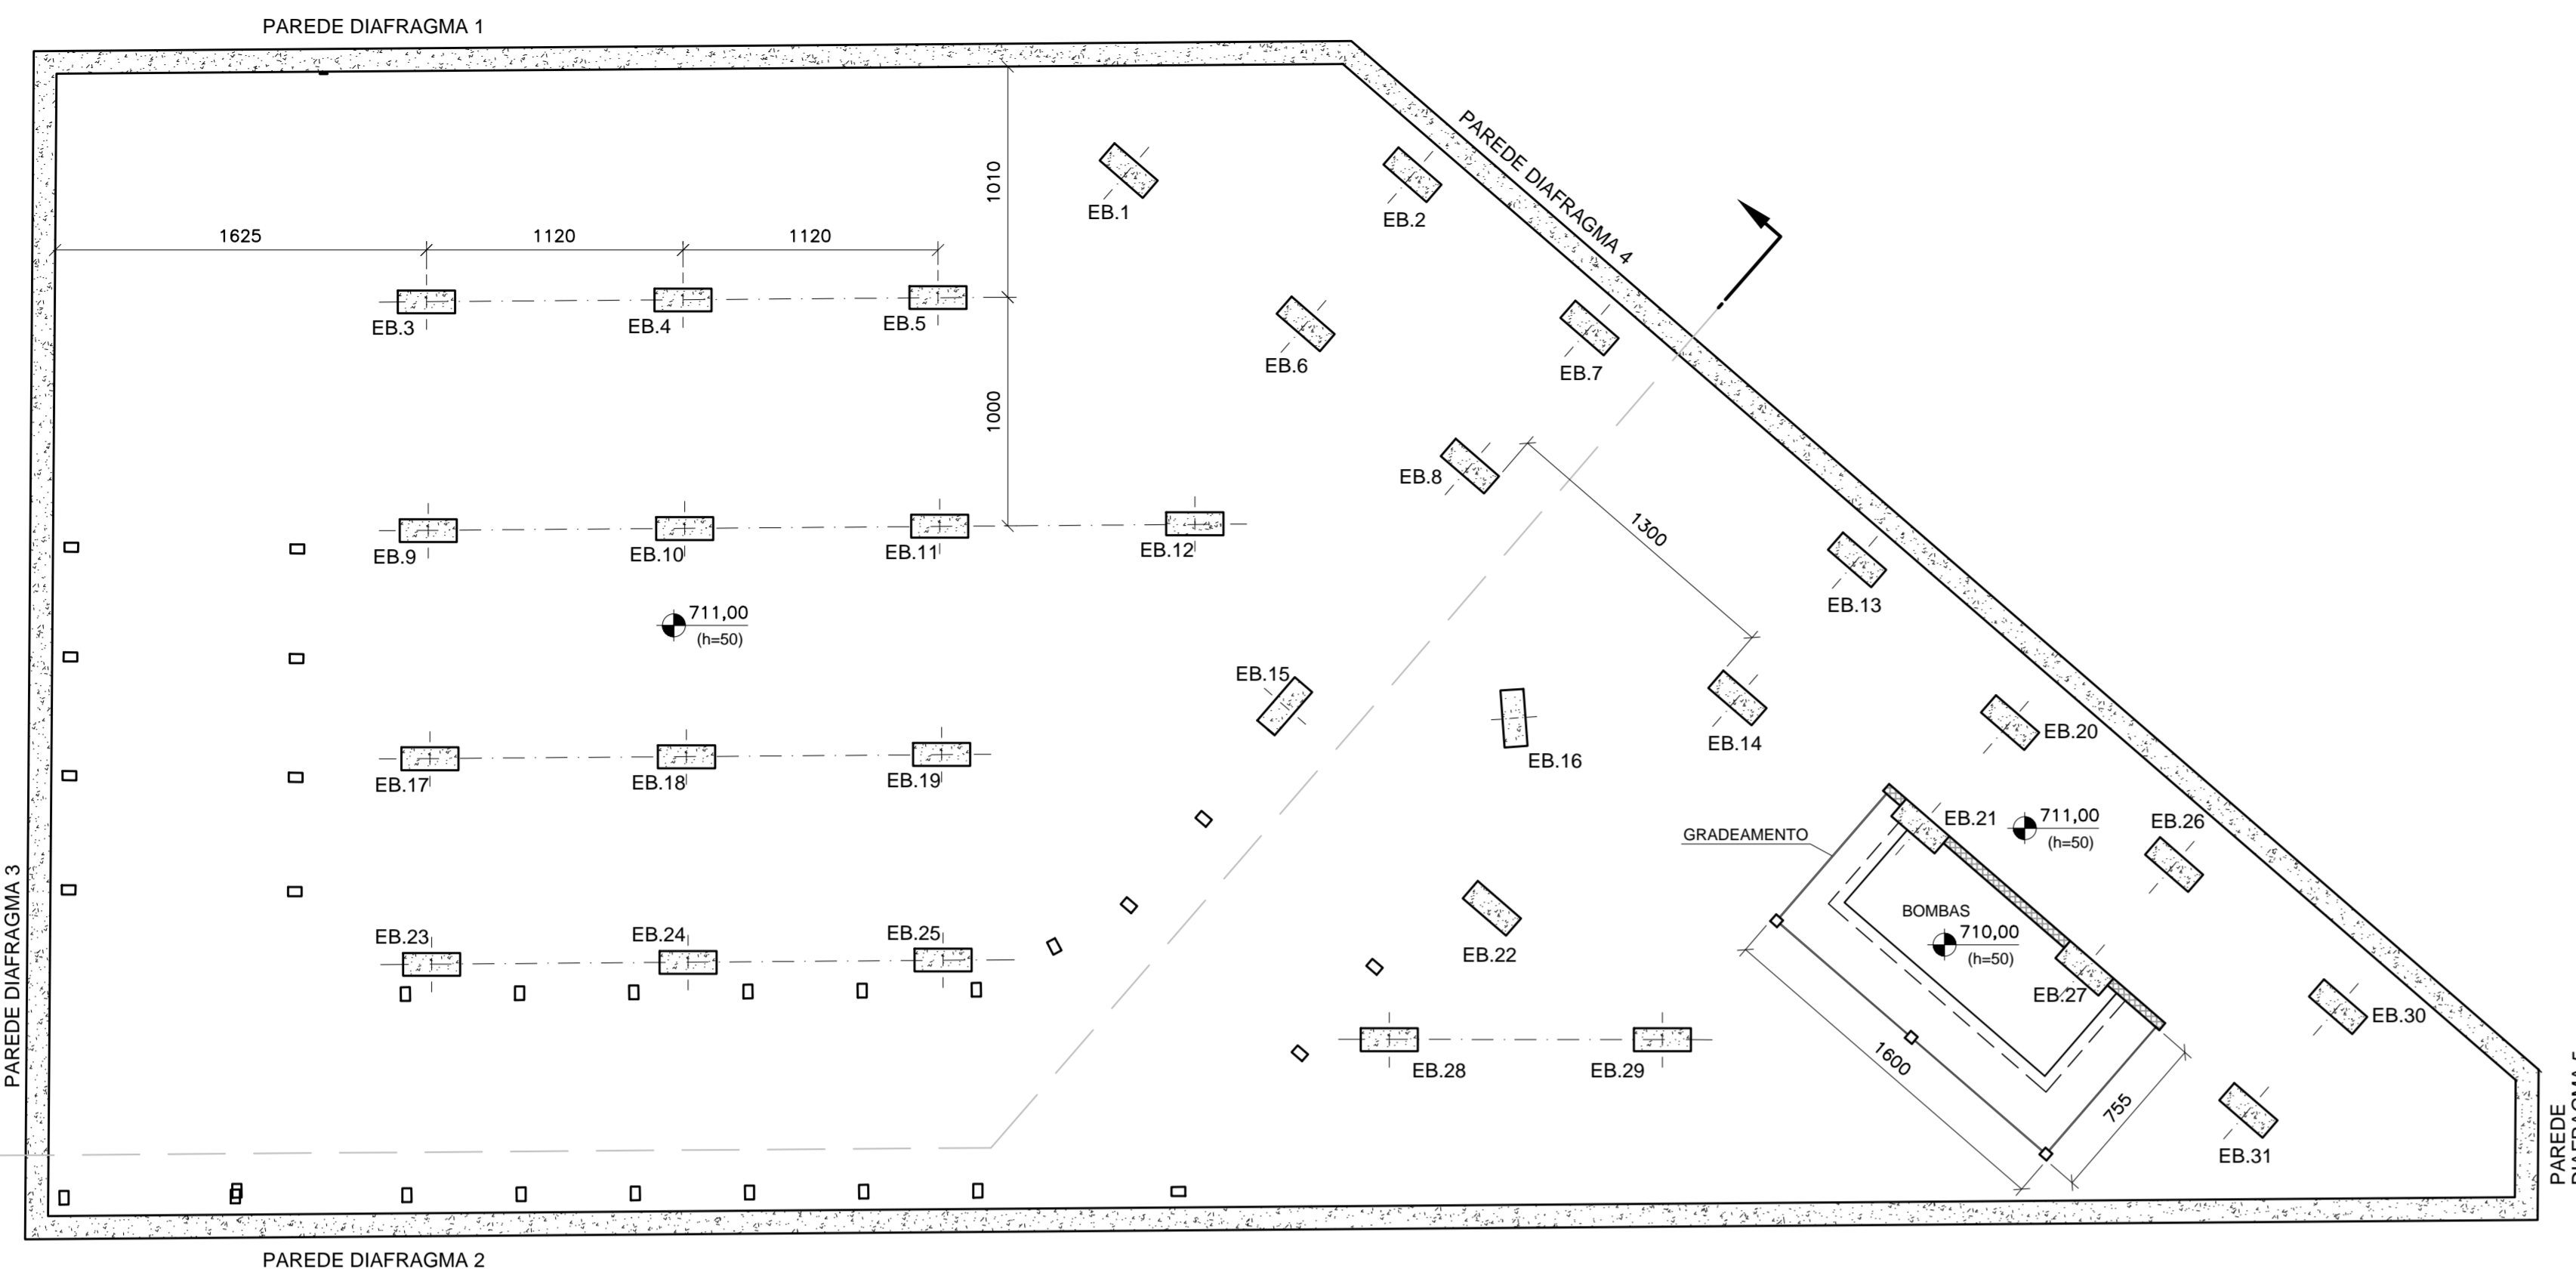 PAREDE DIAFRAGMA 1
PAREDE DIAFRAGMA 4
1010
EB.1
EB.2
1625
1120
1120
EB.3
EB.4
EB.5
EB.6
EB.7
1000
EB.8
1300
EB.9
EB.10
EB.11
EB.12
EB.13
711,00
(h=50)
EB.15
EB.14
EB.16
EB.20
EB.17
EB.18
EB.19
GRADEAMENTO
EB.21
711,00
(h=50)
EB.26
BOMBAS
710,00
(h=50)
EB.23
EB.24
EB.25
EB.22
EB.27
EB.30
PAREDE DIAFRAGMA 3
EB.28
EB.29
1600
755
EB.31
PAREDE
DIAFRAGMA 5
PAREDE DIAFRAGMA 2